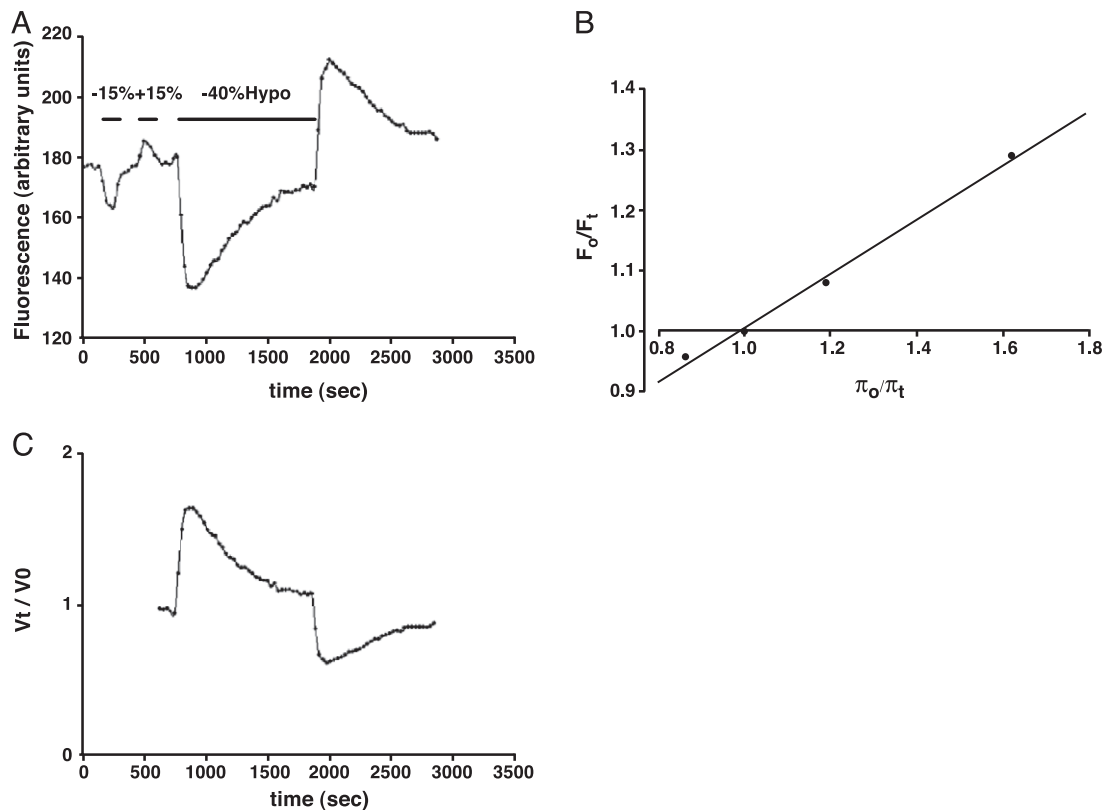 A
Fluorescence (arbitrary units)
220
200
180
160
140
120
-15%+15% -40%Hypo
0 500 1000 1500 2000 2500 3000 3500
time (sec)
B
F₀/Fₜ
1.4
1.3
1.2
1.1
1.0
0.9
0.8 1.0 1.2 1.4 1.6 1.8
π₀/πₜ
C
Vt / V0
2
1
0
0 500 1000 1500 2000 2500 3000 3500
time (sec)